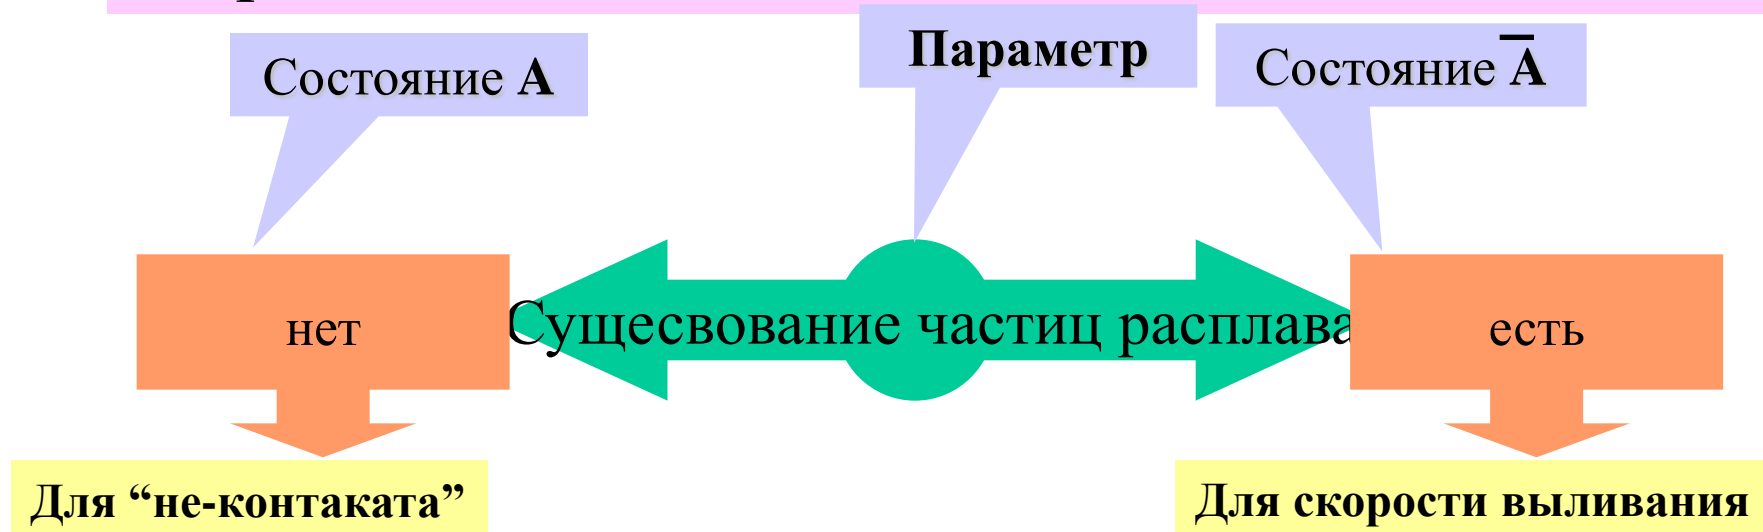 Состояние A
Параметр
Состояние A̅
нет
Сущесвование частиц расплава
есть
Для “не-контаката”
Для скорости выливания